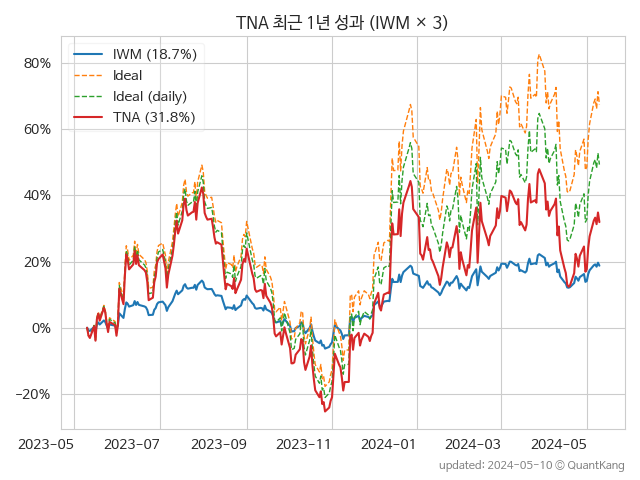 TNA 최근 1년 성과 (IWM × 3)
IWM (18.7%)
Ideal
Ideal (daily)
TNA (31.8%)
80%
60%
40%
20%
0%
−20%
2023-05 2023-07 2023-09 2023-11 2024-01 2024-03 2024-05
updated: 2024-05-10 ⓒ QuantKang